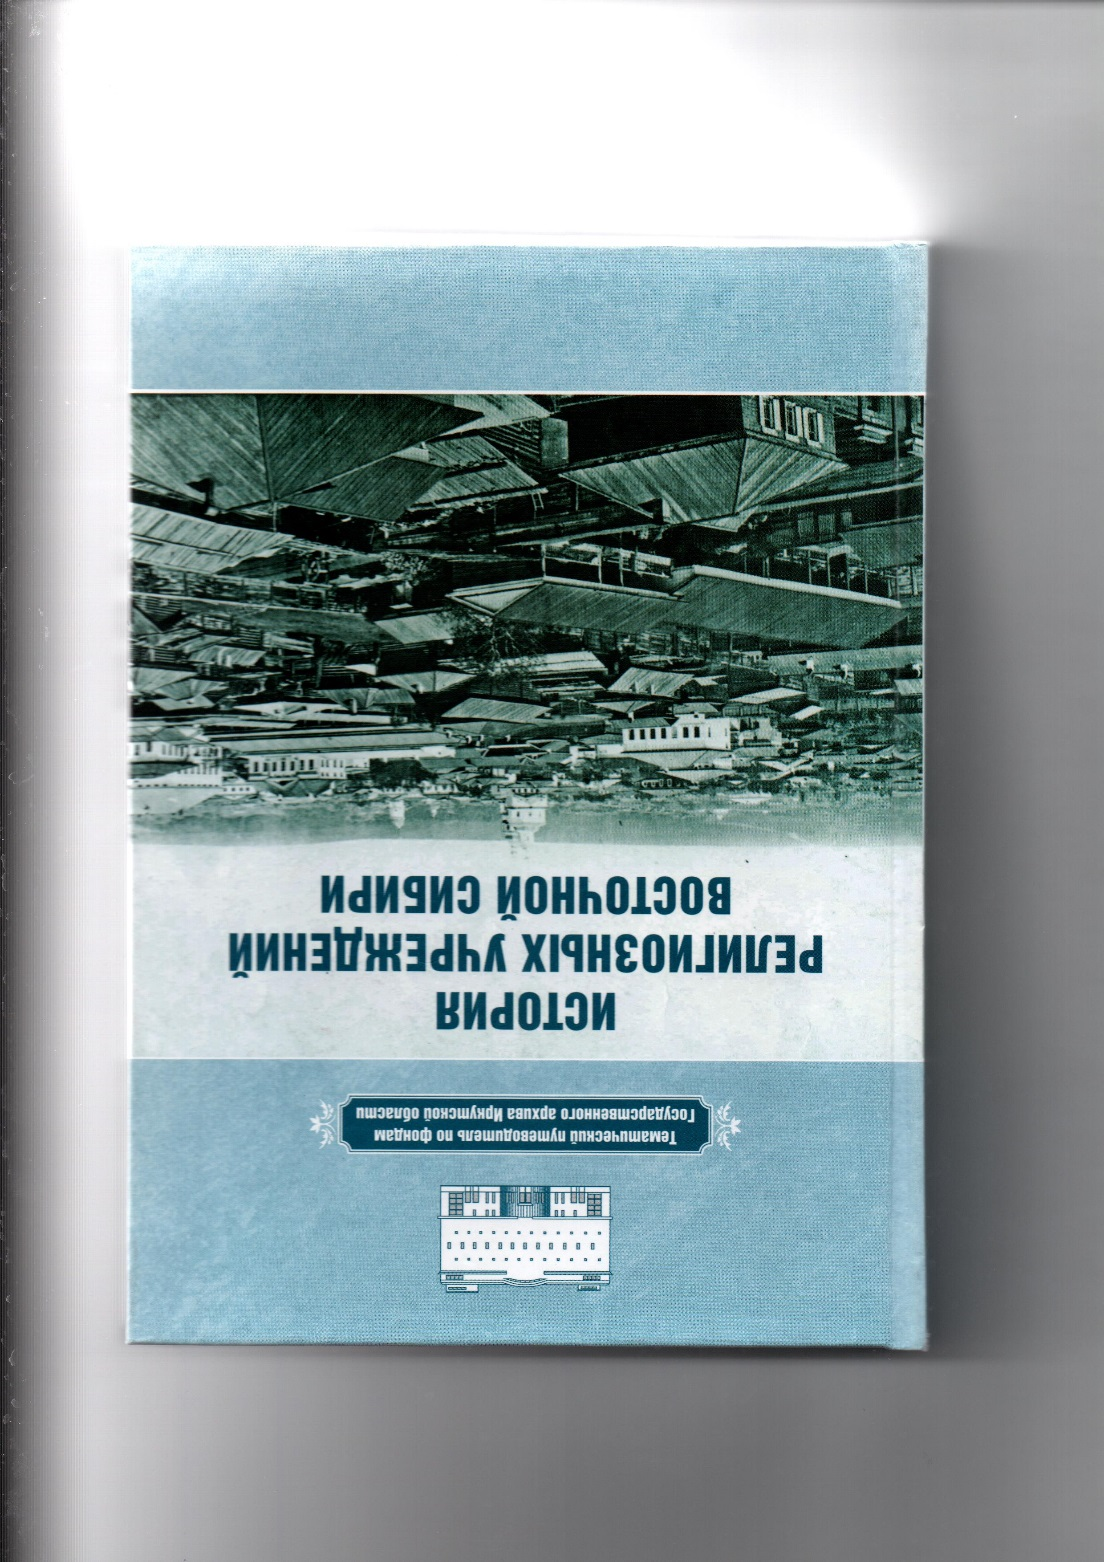 Тематический путеводитель по фондам
Государственного архива Иркутской области
ИСТОРИЯ
РЕЛИГИОЗНЫХ УЧРЕЖДЕНИЙ
ВОСТОЧНОЙ СИБИРИ